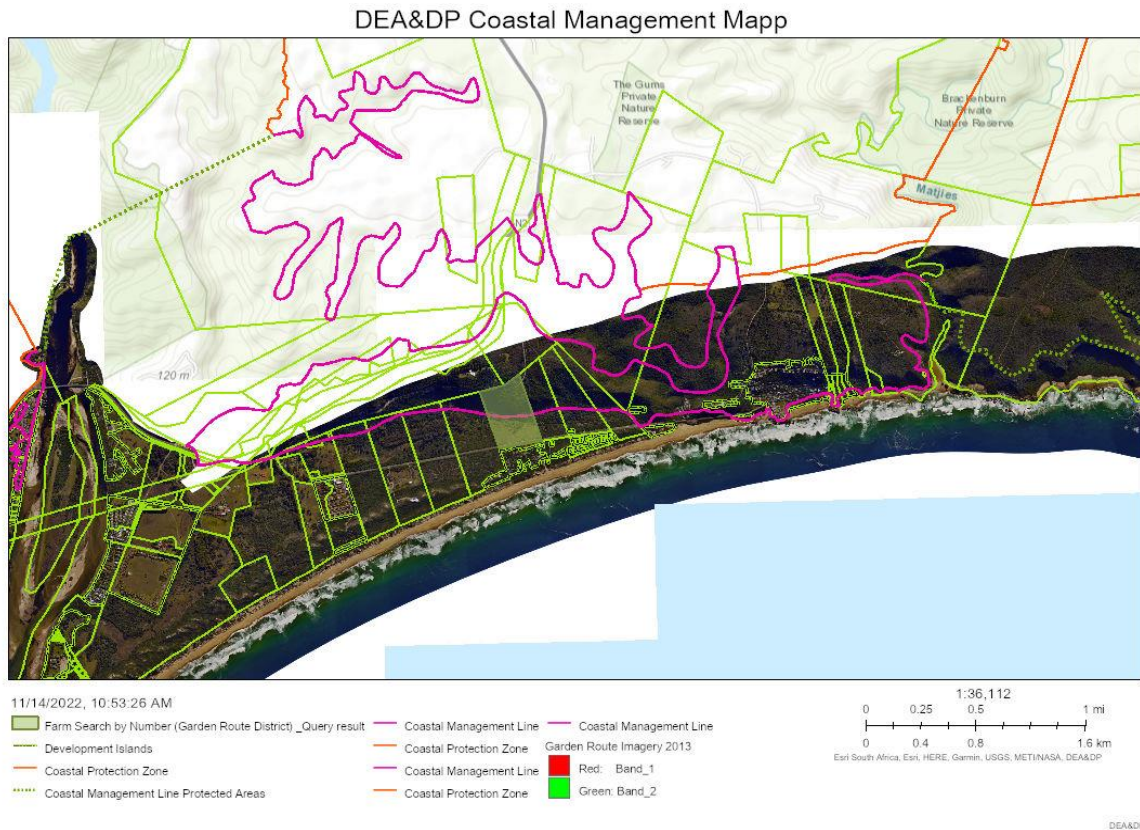 DEA&DP Coastal Management Mapp
The Gums
Private
Nature
Reserve
Brackenburn
Private
Nature Reserve
Matjies
N2
120 m
11/14/2022, 10:53:26 AM
Farm Search by Number (Garden Route District) _Query result
Development Islands
Coastal Protection Zone
Coastal Management Line Protected Areas
Coastal Management Line
Coastal Protection Zone
Coastal Management Line
Coastal Protection Zone
Coastal Management Line
Garden Route Imagery 2013
Red: Band_1
Green: Band_2
1:36,112
0 0.25 0.5 1 mi
0 0.4 0.8 1.6 km
Esri South Africa, Esri, HERE, Garmin, USGS, METI/NASA, DEA&DP
DEA&D